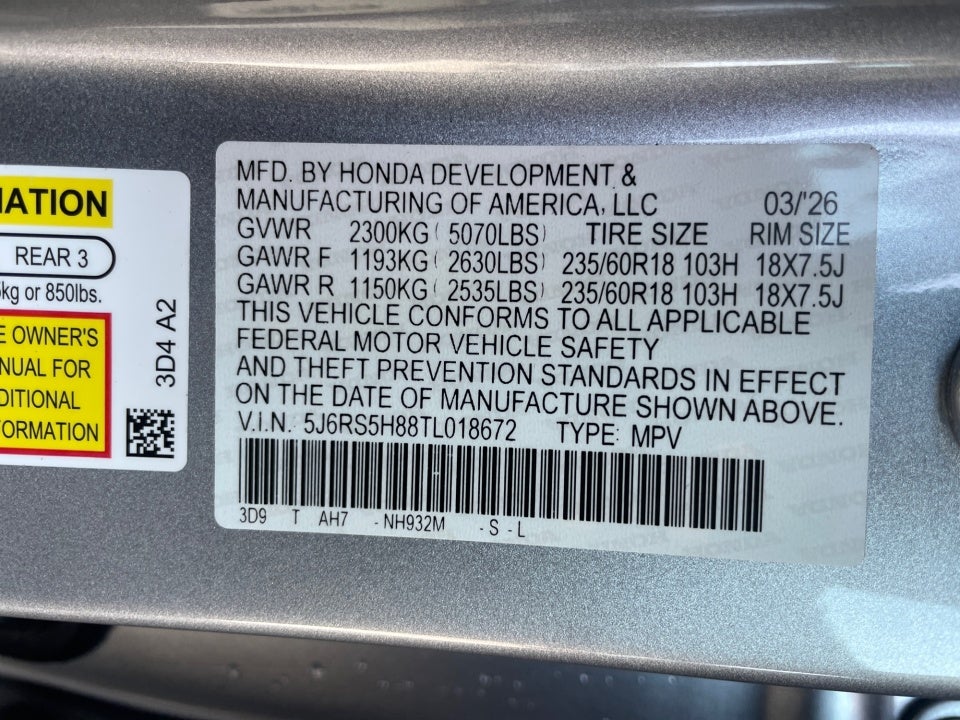 MATION
REAR 3
5kg or 850lbs.
E OWNER'S
NUAL FOR
DITIONAL
FORMATION
3D4 A2
MFD. BY HONDA DEVELOPMENT &
MANUFACTURING OF AMERICA, LLC 03/'26
GVWR 2300KG ( 5070LBS) TIRE SIZE RIM SIZE
GAWR F 1193KG ( 2630LBS) 235/60R18 103H 18X7.5J
GAWR R 1150KG ( 2535LBS) 235/60R18 103H 18X7.5J
THIS VEHICLE CONFORMS TO ALL APPLICABLE
FEDERAL MOTOR VEHICLE SAFETY
AND THEFT PREVENTION STANDARDS IN EFFECT
ON THE DATE OF MANUFACTURE SHOWN ABOVE.
V.I.N. 5J6RS5H88TL018672 TYPE: MPV
3D9 T AH7 - NH932M - S - L